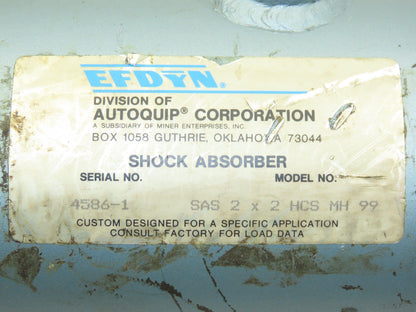 EFDYN®
DIVISION OF
AUTOQUIP® CORPORATION
A SUBSIDIARY OF MINER ENTERPRISES, INC
BOX 1058 GUTHRIE, OKLAHOMA 73044
SHOCK ABSORBER
SERIAL NO. MODEL NO.
4586-1 SAS 2 x 2 HCS MH 99
CUSTOM DESIGNED FOR A SPECIFIC APPLICATION
CONSULT FACTORY FOR LOAD DATA